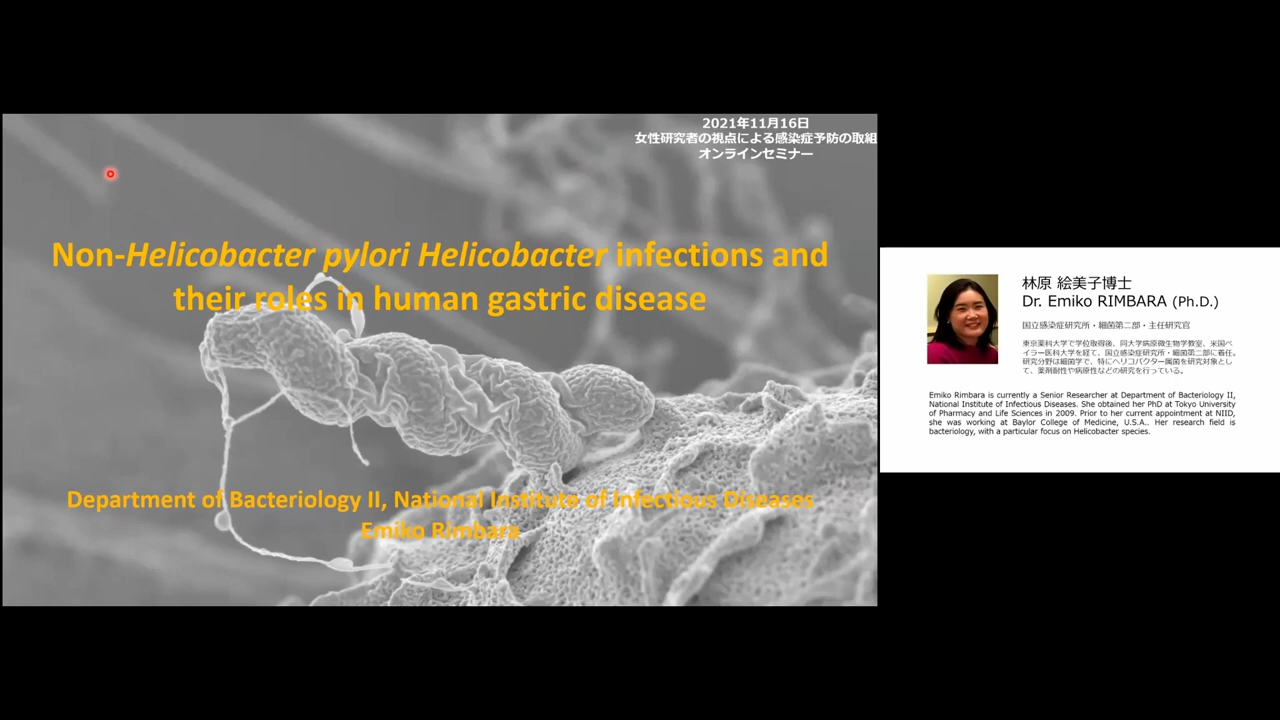 2021年11月16日
女性研究者の視点による感染症予防の取組
オンラインセミナー
Non-Helicobacter pylori Helicobacter infections and
their roles in human gastric disease
Department of Bacteriology II, National Institute of Infectious Diseases
Emiko Rimbara
林原 絵美子博士
Dr. Emiko RIMBARA (Ph.D.)
国立感染症研究所・細菌第二部・主任研究官
東京薬科大学で学位取得後、同大学病原微生物学教室、米国ベ
イラー医科大学を経て、国立感染症研究所・細菌第二部に着任。
研究分野は細菌学で、特にヘリコバクター属菌を研究対象とし
て、薬剤耐性や病原性などの研究を行っている。
Emiko Rimbara is currently a Senior Researcher at Department of Bacteriology II,
National Institute of Infectious Diseases. She obtained her PhD at Tokyo University
of Pharmacy and Life Sciences in 2009. Prior to her current appointment at NIID,
she was working at Baylor College of Medicine, U.S.A.. Her research field is
bacteriology, with a particular focus on Helicobacter species.